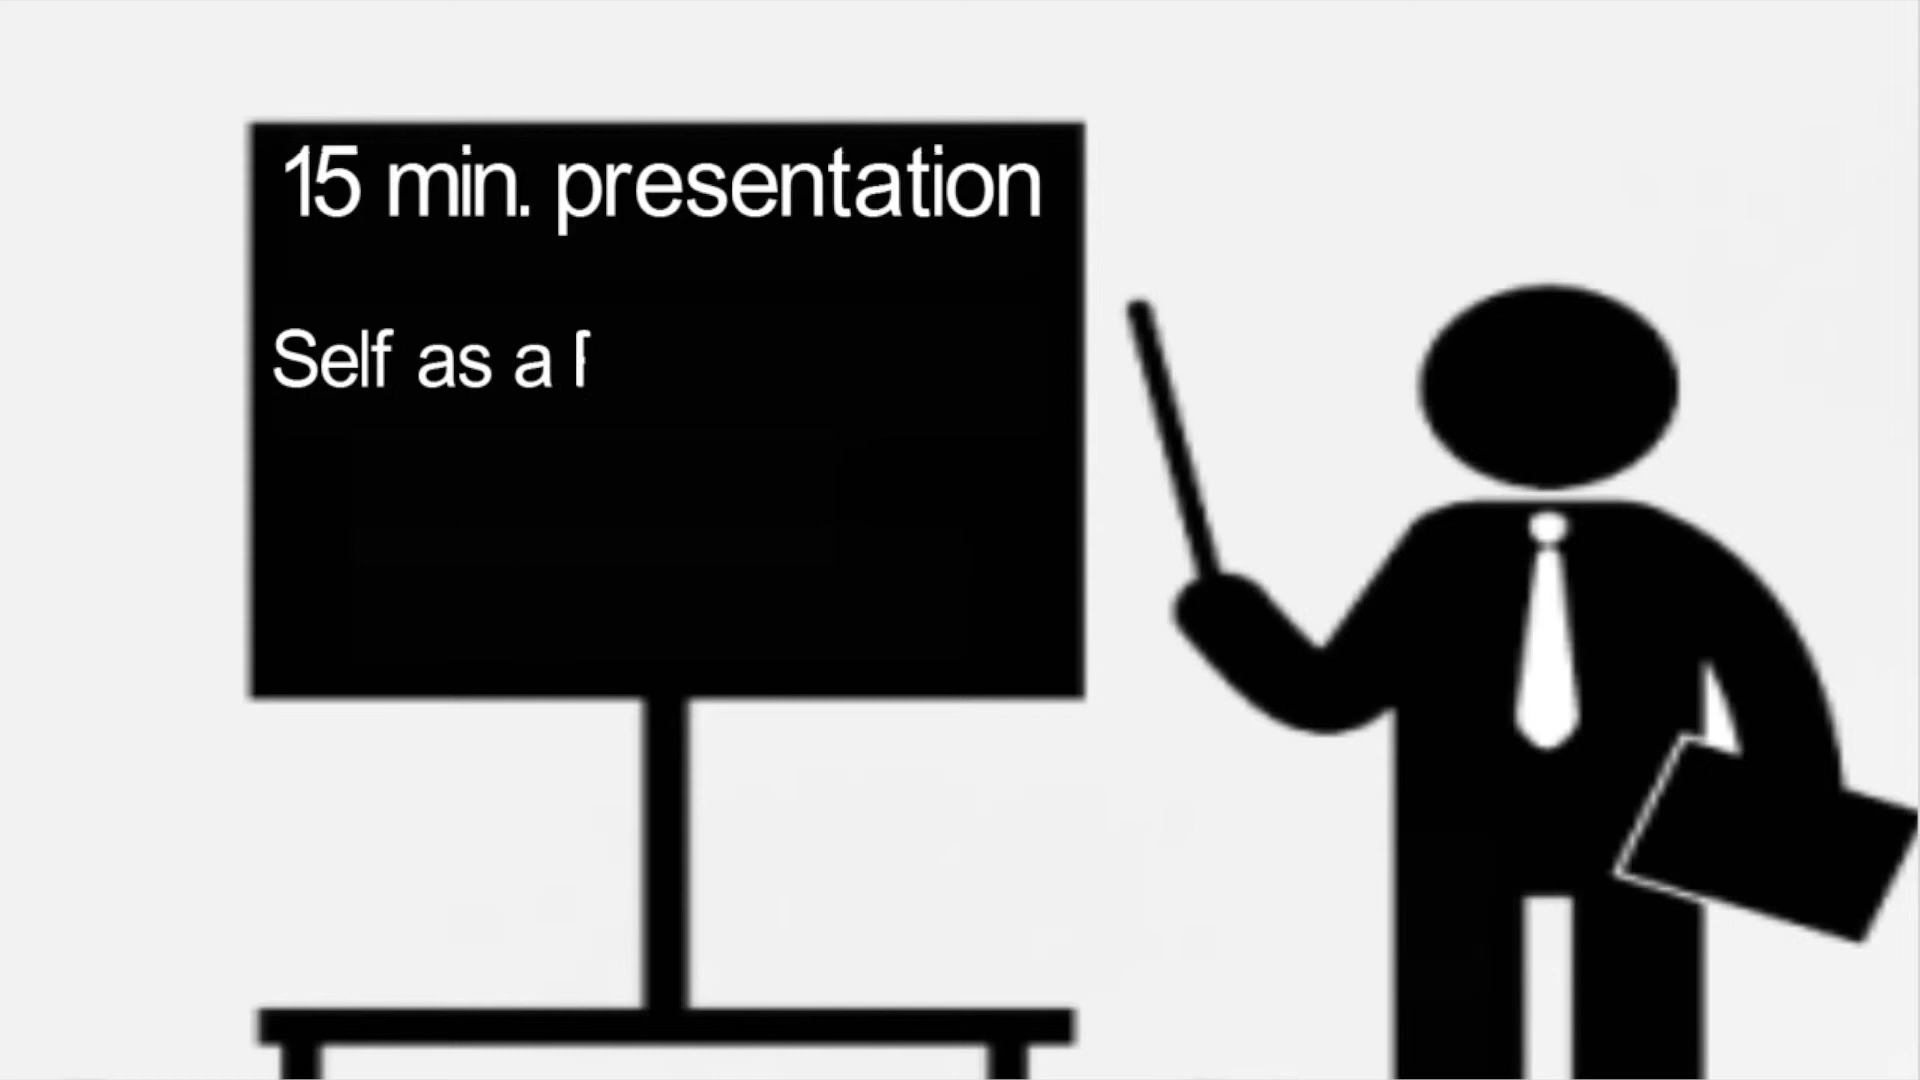 15 min. presentation
Self as a